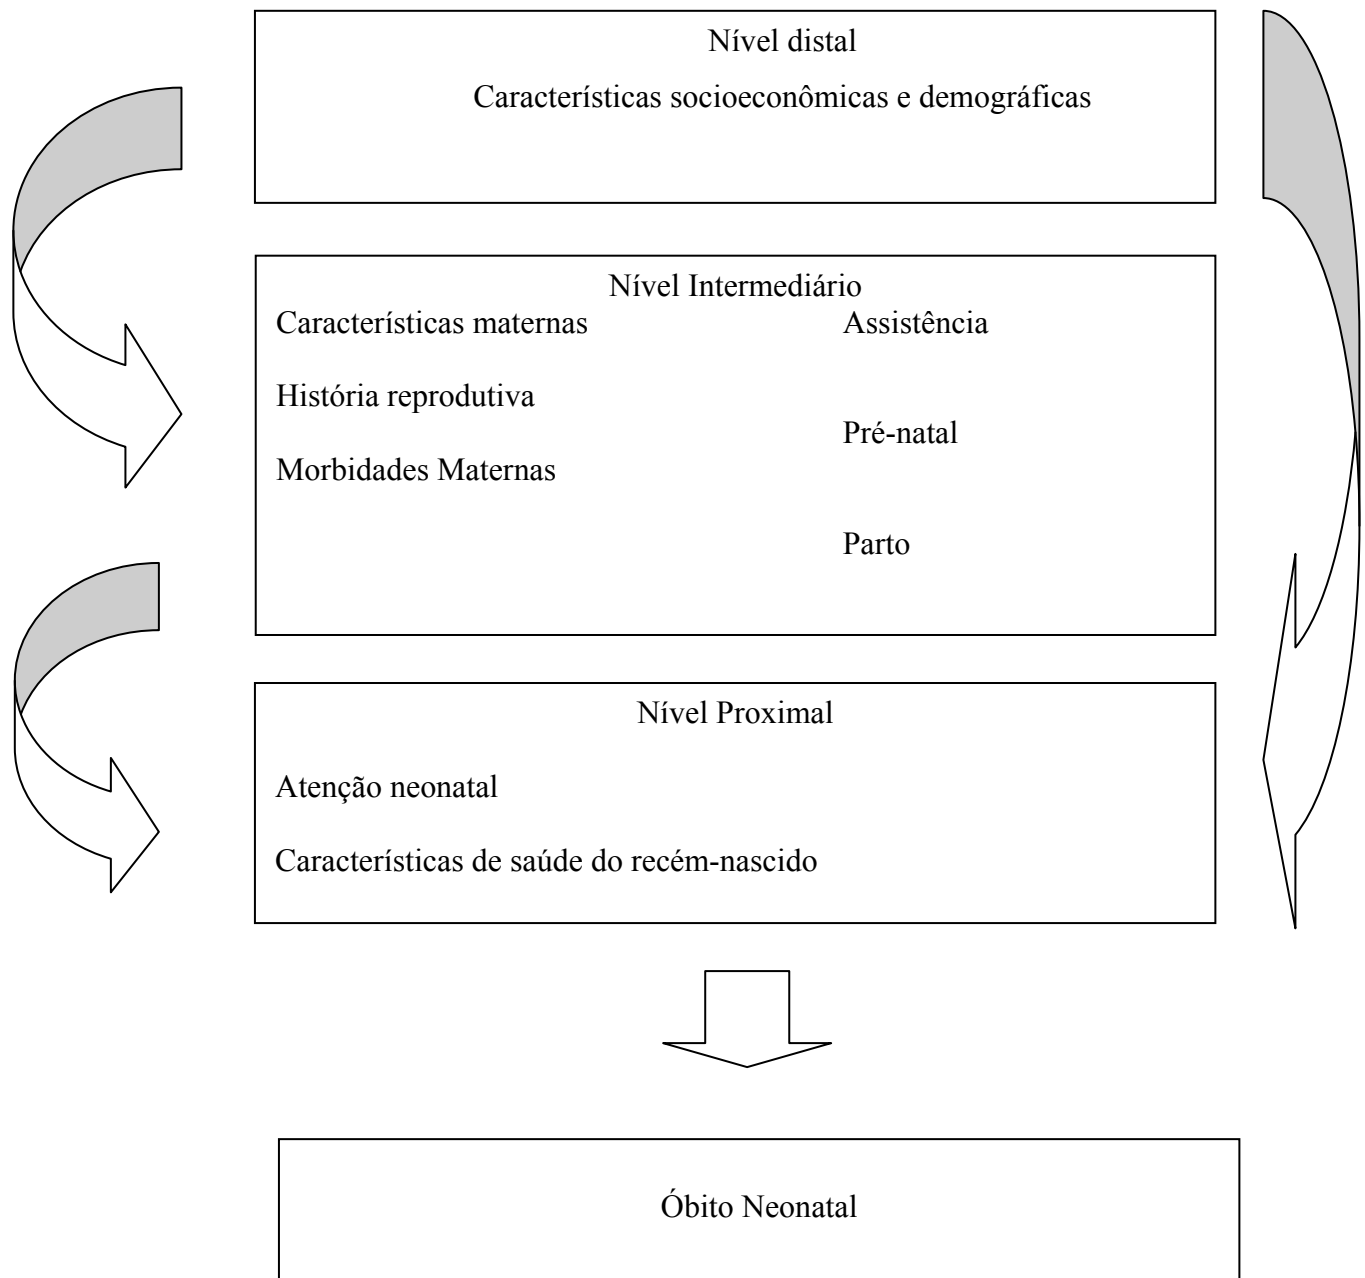 Nível distal
Características socioeconômicas e demográficas
Nível Intermediário
Características maternas
Assistência
História reprodutiva
Pré-natal
Morbidades Maternas
Parto
Nível Proximal
Atenção neonatal
Características de saúde do recém-nascido
Óbito Neonatal